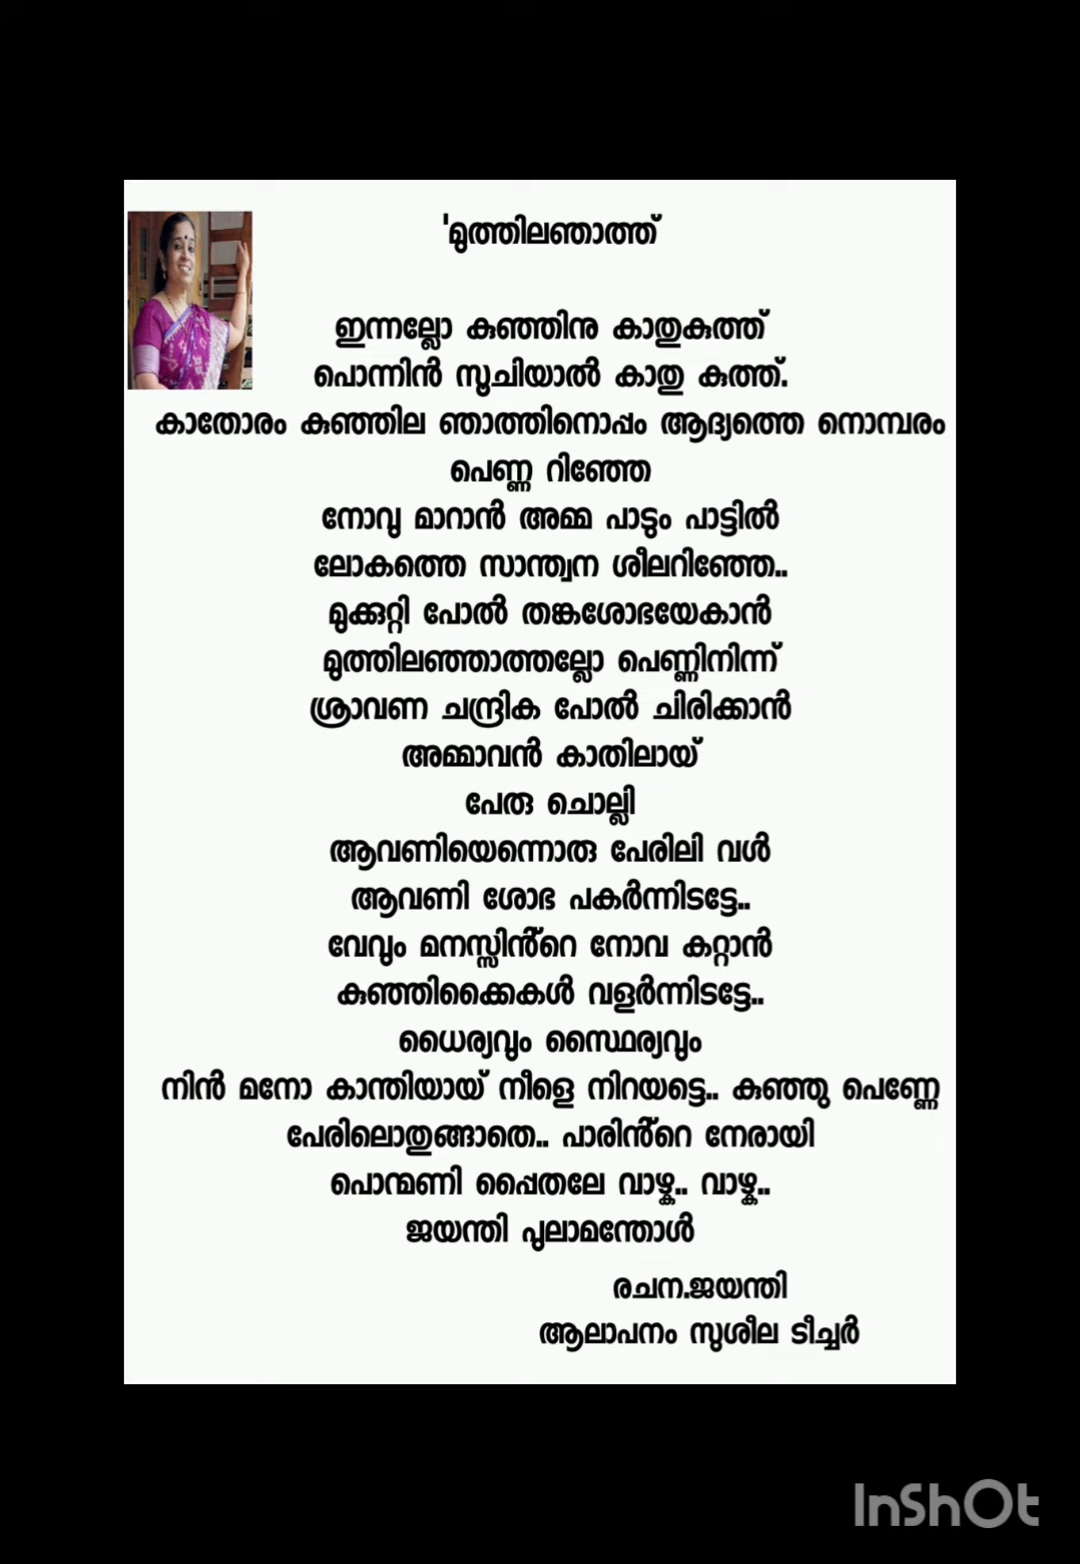 'മുത്തിലഞാത്ത്
ഇന്നല്ലോ കുഞ്ഞിനു കാതുകുത്ത്
പൊന്നിൻ സൂചിയാൽ കാതു കുത്ത്.
കാതോരം കുഞ്ഞില ഞാത്തിനൊപ്പം ആദ്യത്തെ നൊമ്പരം
പെണ്ണ റിഞ്ഞേ
നോവു മാറാൻ അമ്മ പാടും പാട്ടിൽ
ലോകത്തെ സാന്ത്വന ശീലറിഞ്ഞേ..
മുക്കുറ്റി പോൽ തങ്കശോഭയേകാൻ
മുത്തിലഞ്ഞാത്തല്ലോ പെണ്ണിനിന്ന്
ശ്രാവണ ചന്ദ്രിക പോൽ ചിരിക്കാൻ
അമ്മാവൻ കാതിലായ്
പേരു ചൊല്ലി
ആവണിയെന്നൊരു പേരിലി വൾ
ആവണി ശോഭ പകർന്നിടട്ടേ..
വേവും മനസ്സിൻ്റെ നോവ കറ്റാൻ
കുഞ്ഞിക്കൈകൾ വളർന്നിടട്ടേ..
ധൈര്യവും സ്ഥൈര്യവും
നിൻ മനോ കാന്തിയായ് നീളെ നിറയട്ടെ.. കുഞ്ഞു പെണ്ണേ
പേരിലൊതുങ്ങാതെ.. പാരിൻ്റെ നേരായി
പൊന്മണി പ്പൈതലേ വാഴ്ക.. വാഴ്ക..
ജയന്തി പുലാമന്തോൾ
രചന.ജയന്തി
ആലാപനം സുശീല ടീച്ചർ
InShOt